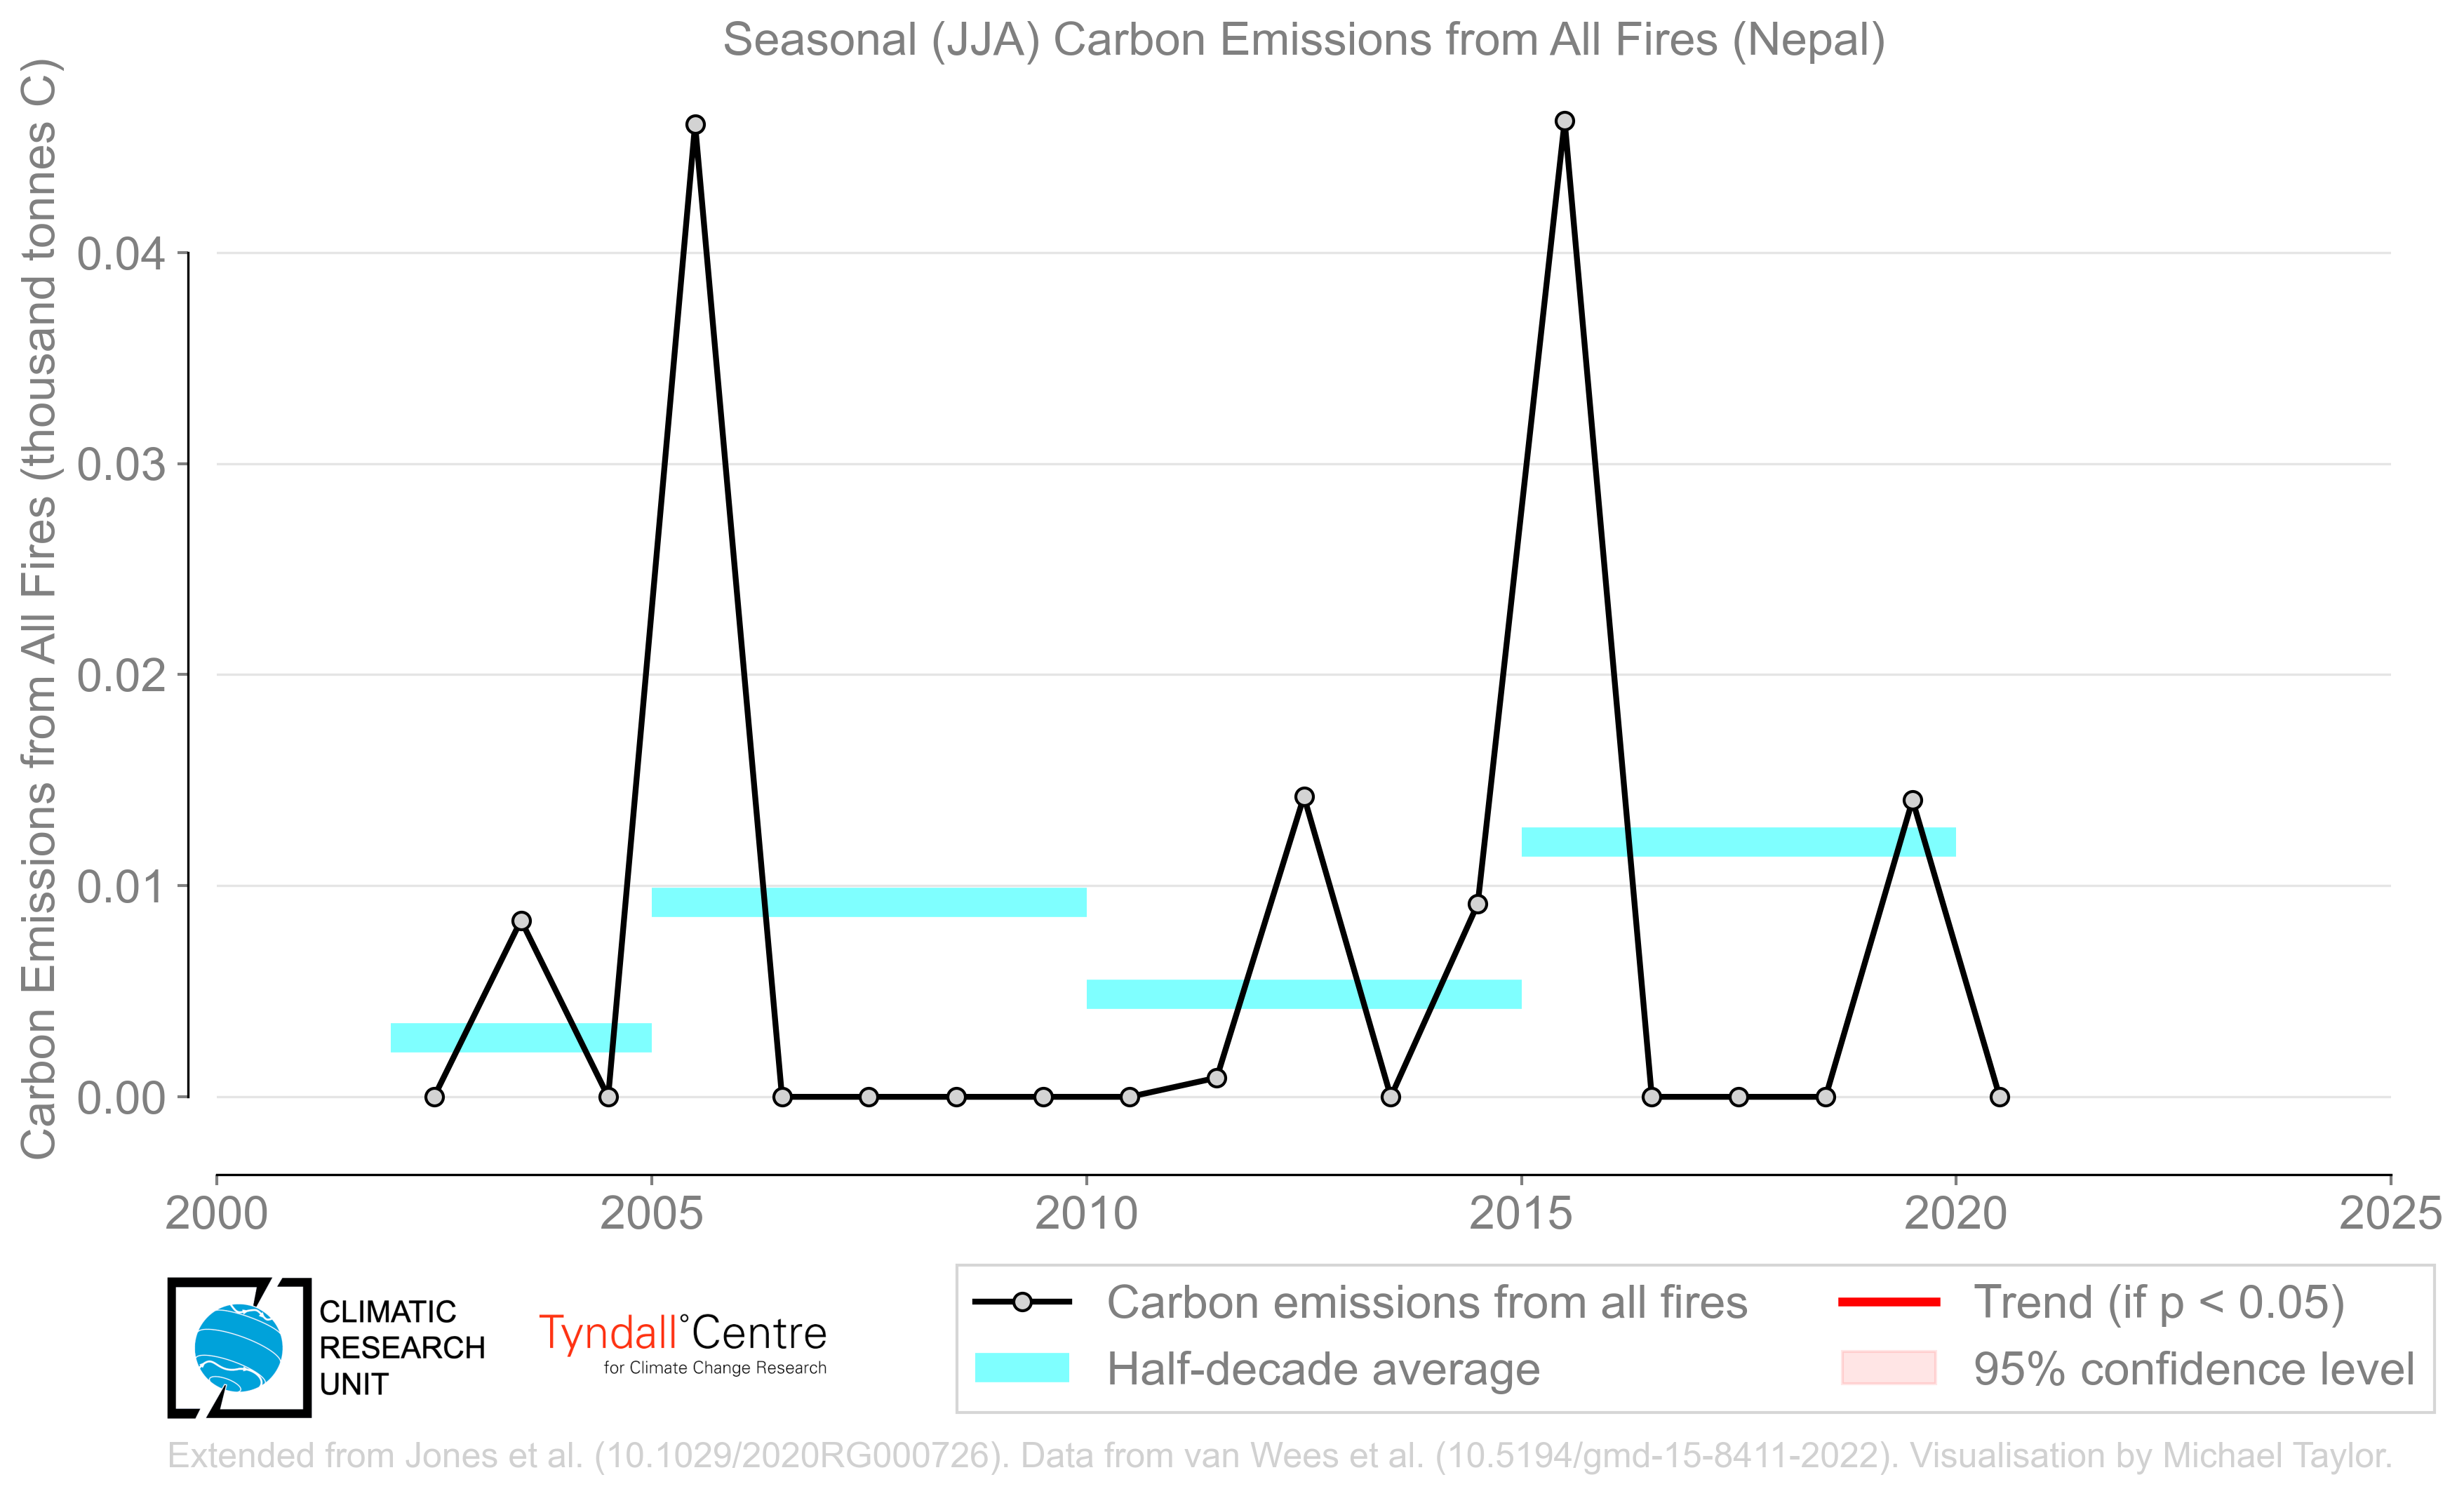 Seasonal (JJA) Carbon Emissions from All Fires (Nepal)
Carbon Emissions from All Fires (thousand tonnes C)
0.04
0.03
0.02
0.01
0.00
2000
2005
2010
2015
2020
2025
CLIMATIC
RESEARCH
UNIT
Tyndall°Centre
for Climate Change Research
Carbon emissions from all fires
Half-decade average
Trend (if p < 0.05)
95% confidence level
Extended from Jones et al. (10.1029/2020RG000726). Data from van Wees et al. (10.5194/gmd-15-8411-2022). Visualisation by Michael Taylor.